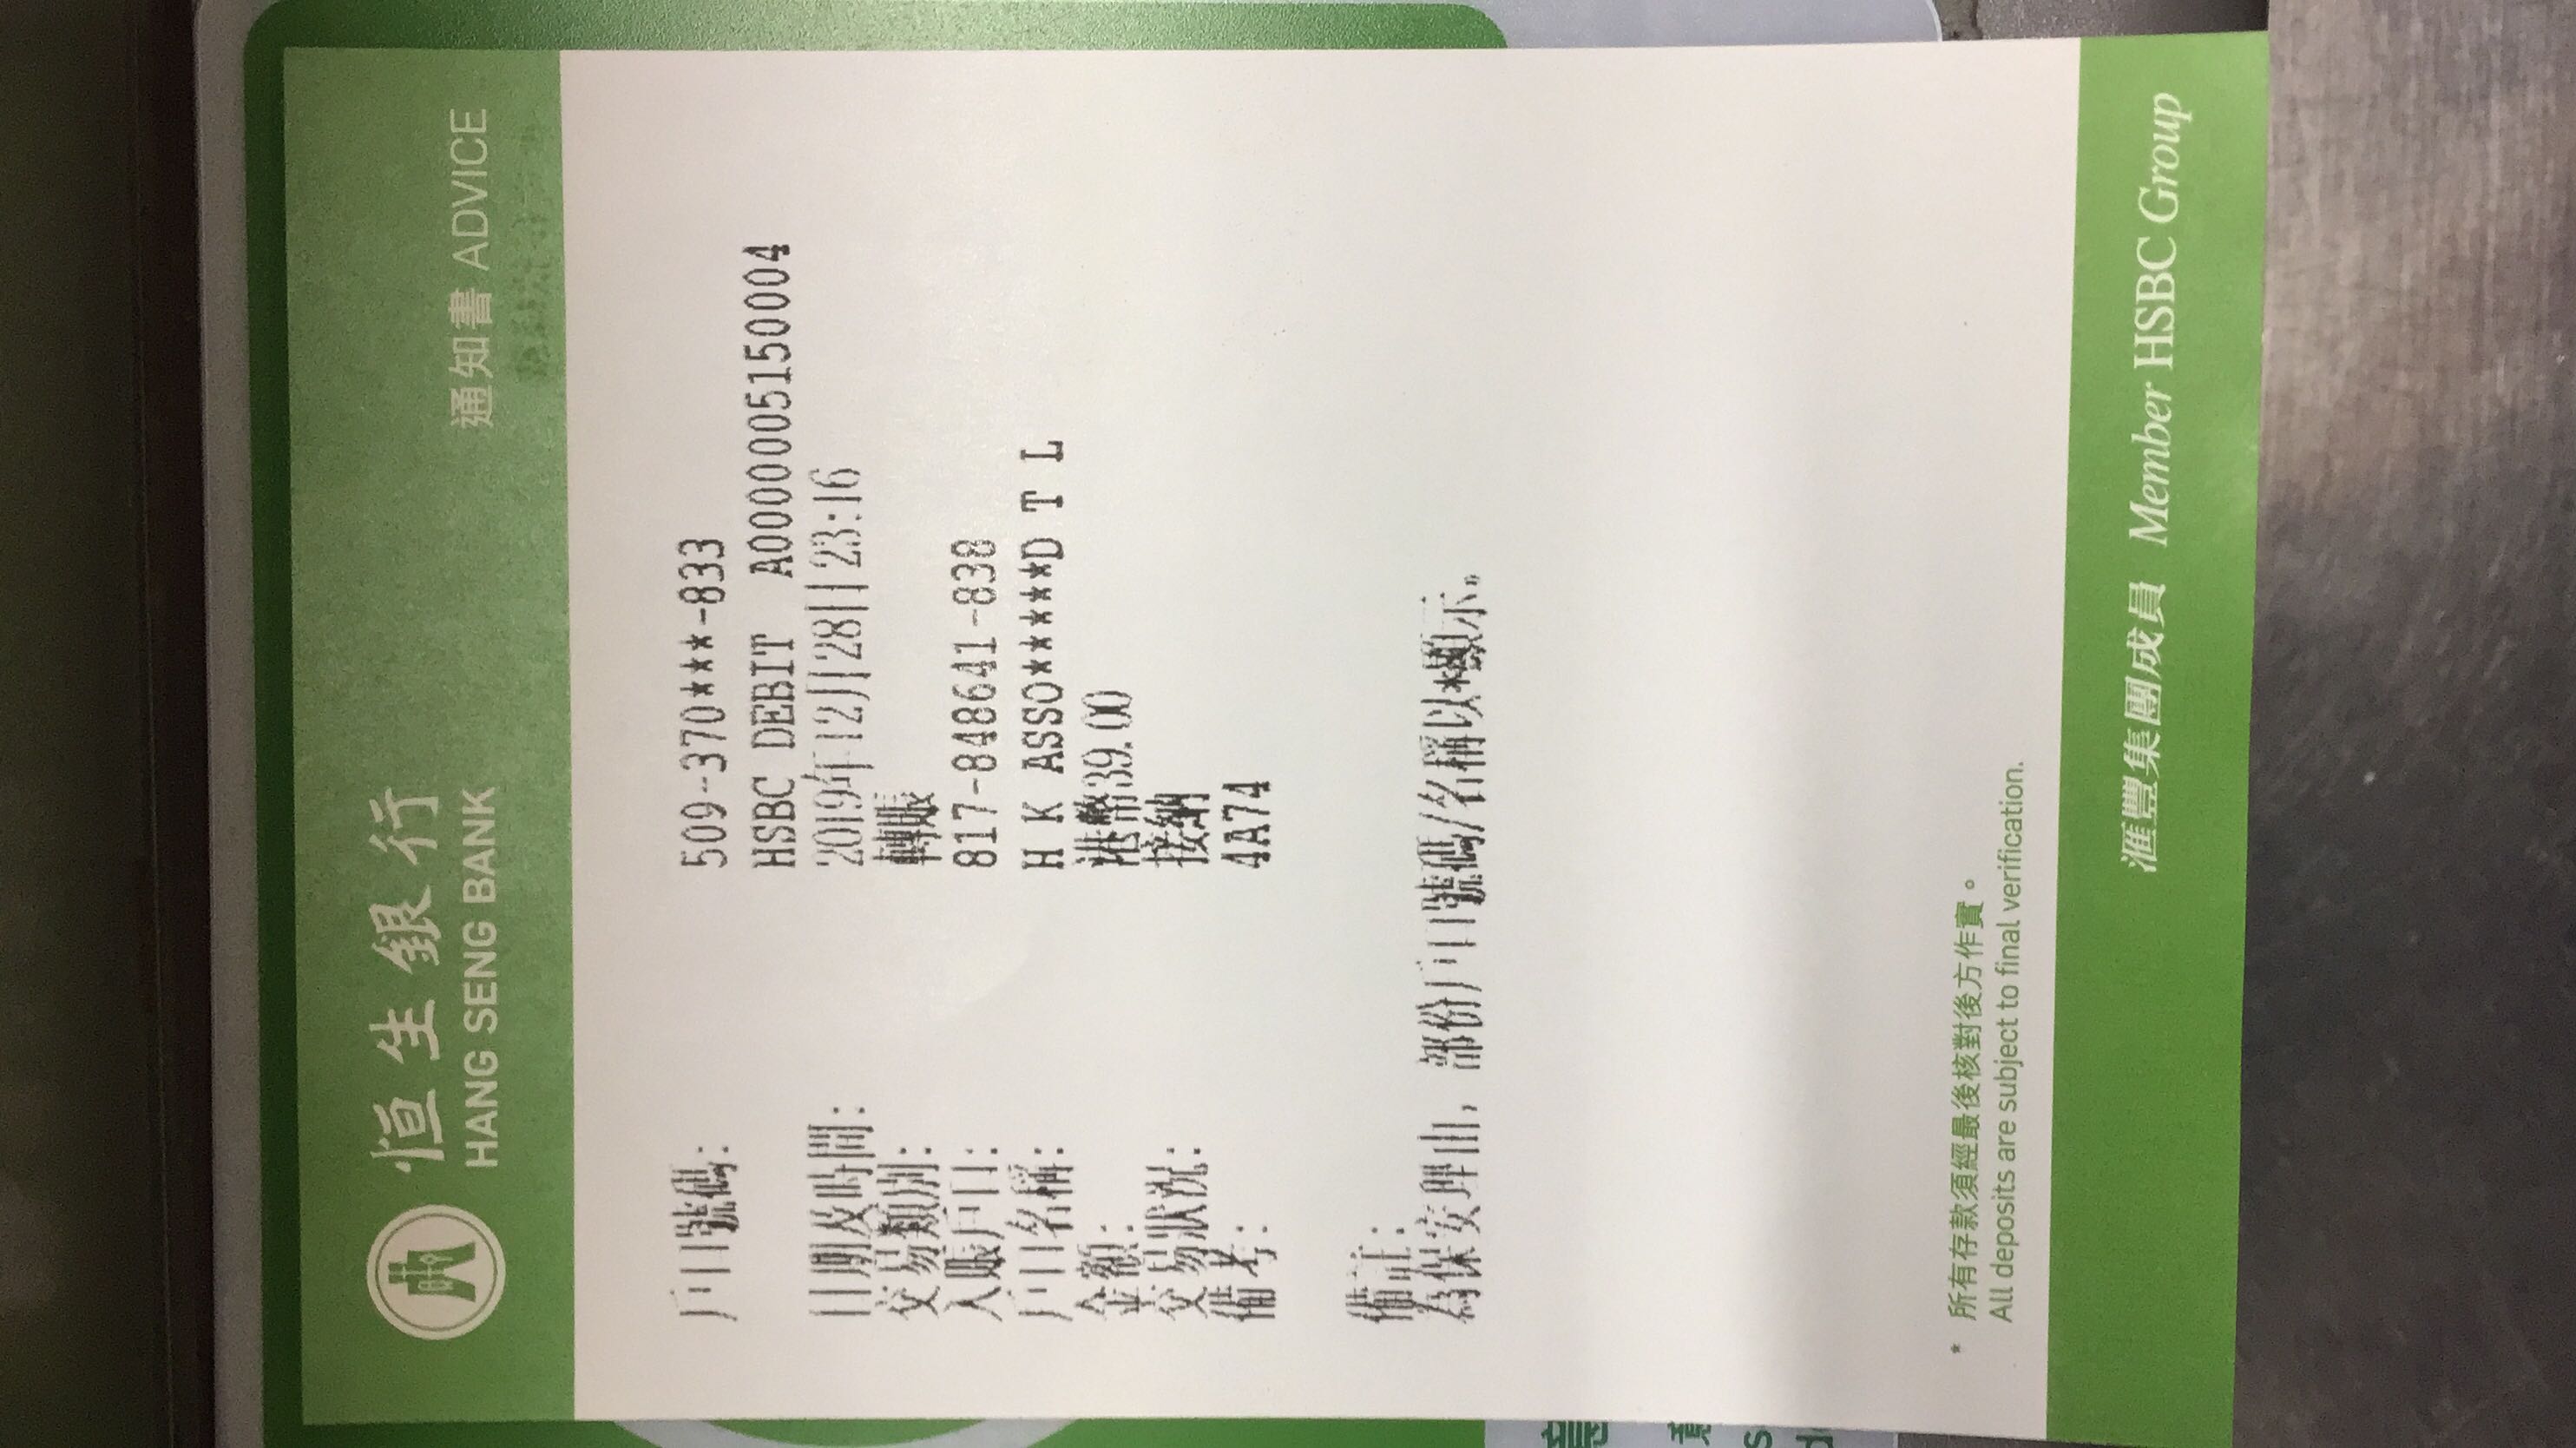 恒生銀行
HANG SENG BANK
通知書 ADVICE
戶口號碼: 509-370***-833
HSBC DEBIT A0000005150004
日期及時間: 2019年12月28日23:16
交易類別: 轉賬
入賬戶口: 817-848641-838
戶口名稱: H K ASSO******D T L
金額: 港幣39.00
交易狀況: 接納
備考: 4A74
備註:
為保安理由, 部份戶口號碼/名稱以*顯示。
* 所有存款須經最後核對後方作實。
All deposits are subject to final verification.
滙豐集團成員 Member HSBC Group